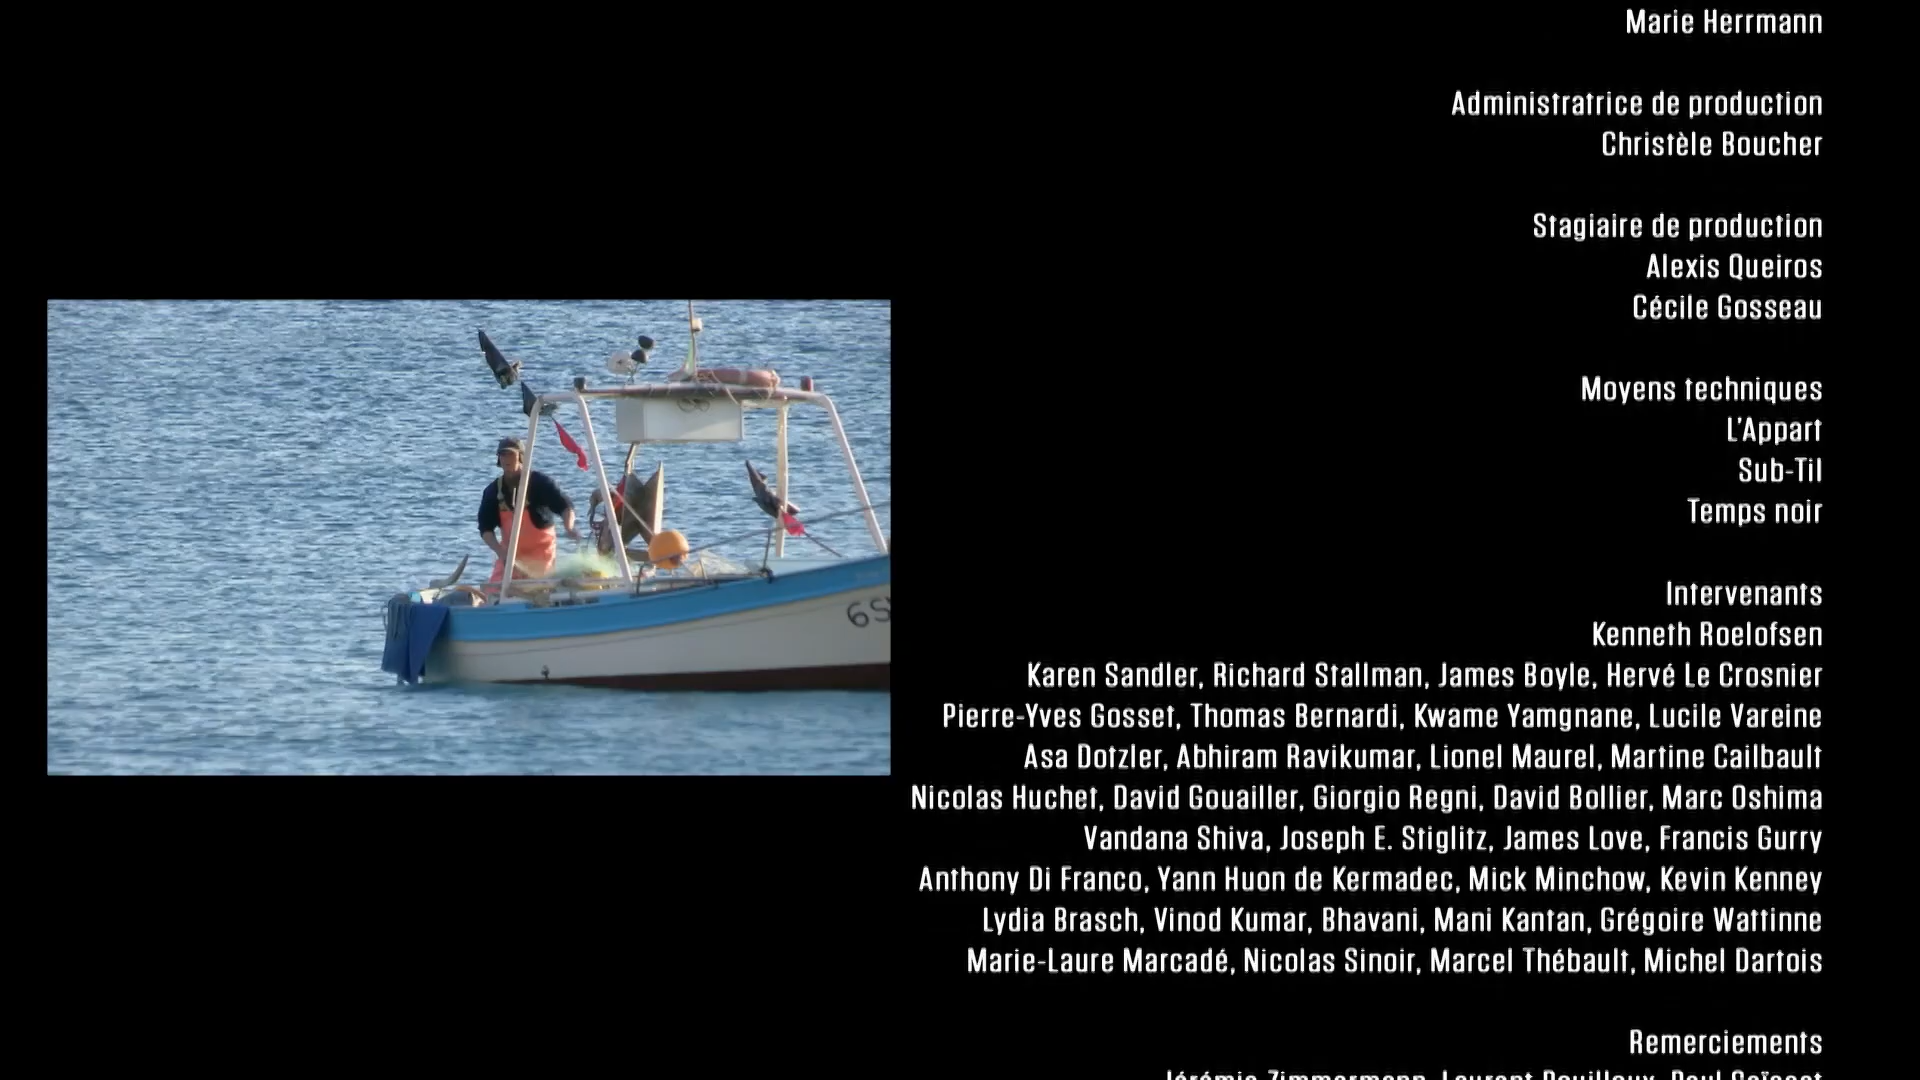 Marie Herrmann
Administratrice de production
Christèle Boucher
Stagiaire de production
Alexis Queiros
Cécile Gosseau
Moyens techniques
L'Appart
Sub-Til
Temps noir
Intervenants
Kenneth Roelofsen
Karen Sandler, Richard Stallman, James Boyle, Hervé Le Crosnier
Pierre-Yves Gosset, Thomas Bernardi, Kwame Yamgnane, Lucile Vareine
Asa Dotzler, Abhiram Ravikumar, Lionel Maurel, Martine Cailbault
Nicolas Huchet, David Gouailler, Giorgio Regni, David Bollier, Marc Oshima
Vandana Shiva, Joseph E. Stiglitz, James Love, Francis Gurry
Anthony Di Franco, Yann Huon de Kermadec, Mick Minchow, Kevin Kenney
Lydia Brasch, Vinod Kumar, Bhavani, Mani Kantan, Grégoire Wattinne
Marie-Laure Marcadé, Nicolas Sinoir, Marcel Thébault, Michel Dartois
Remerciements
Jérémie Zimmermann, Laurent